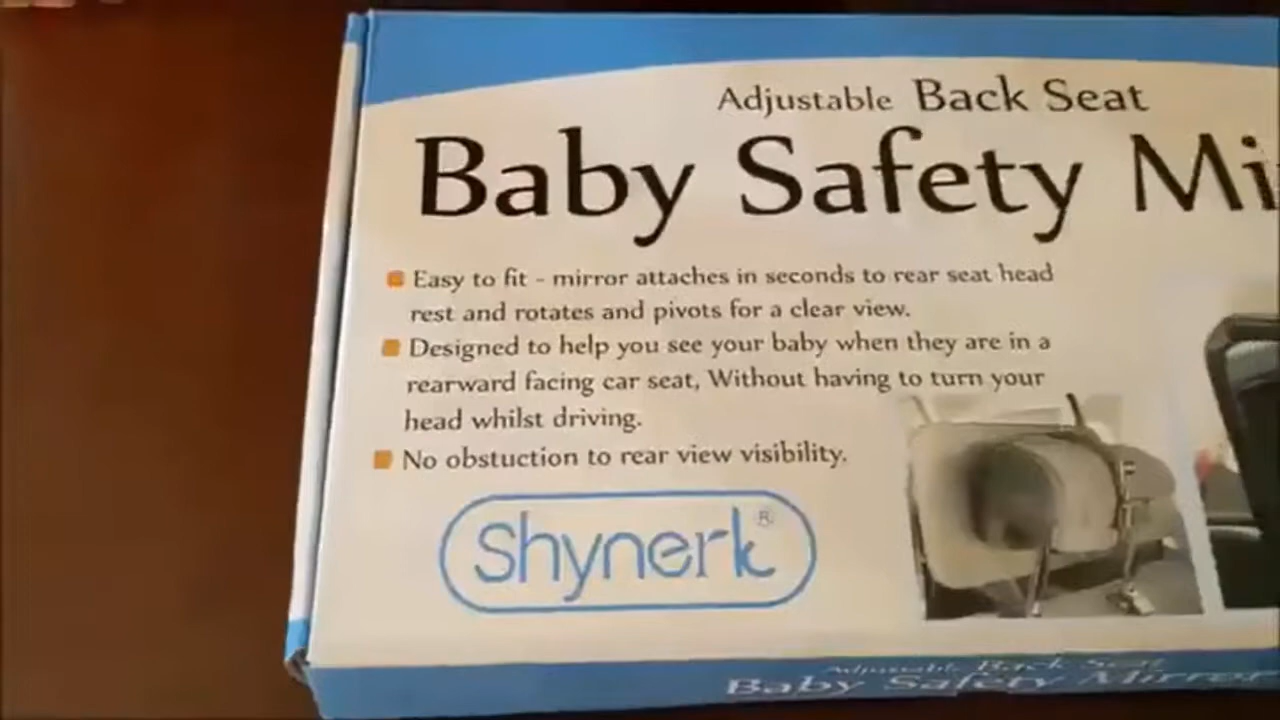 Adjustable Back Seat
Baby Safety Mi
Easy to fit - mirror attaches in seconds to rear seat head
rest and rotates and pivots for a clear view.
Designed to help you see your baby when they are in a
rearward facing car seat, Without having to turn your
head whilst driving.
No obstuction to rear view visibility.
Shynerk®
Adjustable Back Seat
Baby Safety Mirror